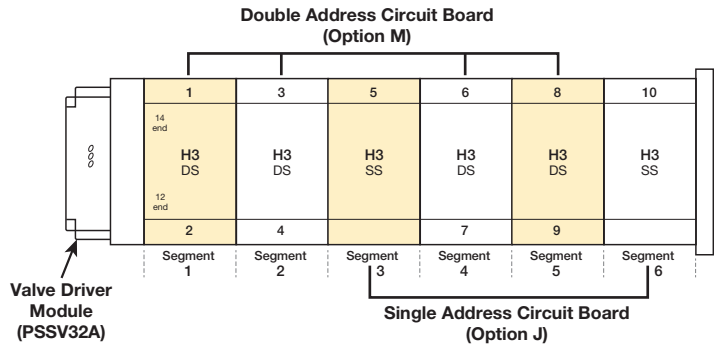 Double Address Circuit Board
(Option M)
1 3 5 6 8 10
14
end
H3 H3 H3 H3 H3 H3
DS DS SS DS DS SS
12
end
2 4 7 9
Segment Segment Segment Segment Segment Segment
1 2 3 4 5 6
Valve Driver
Module
(PSSV32A)
Single Address Circuit Board
(Option J)